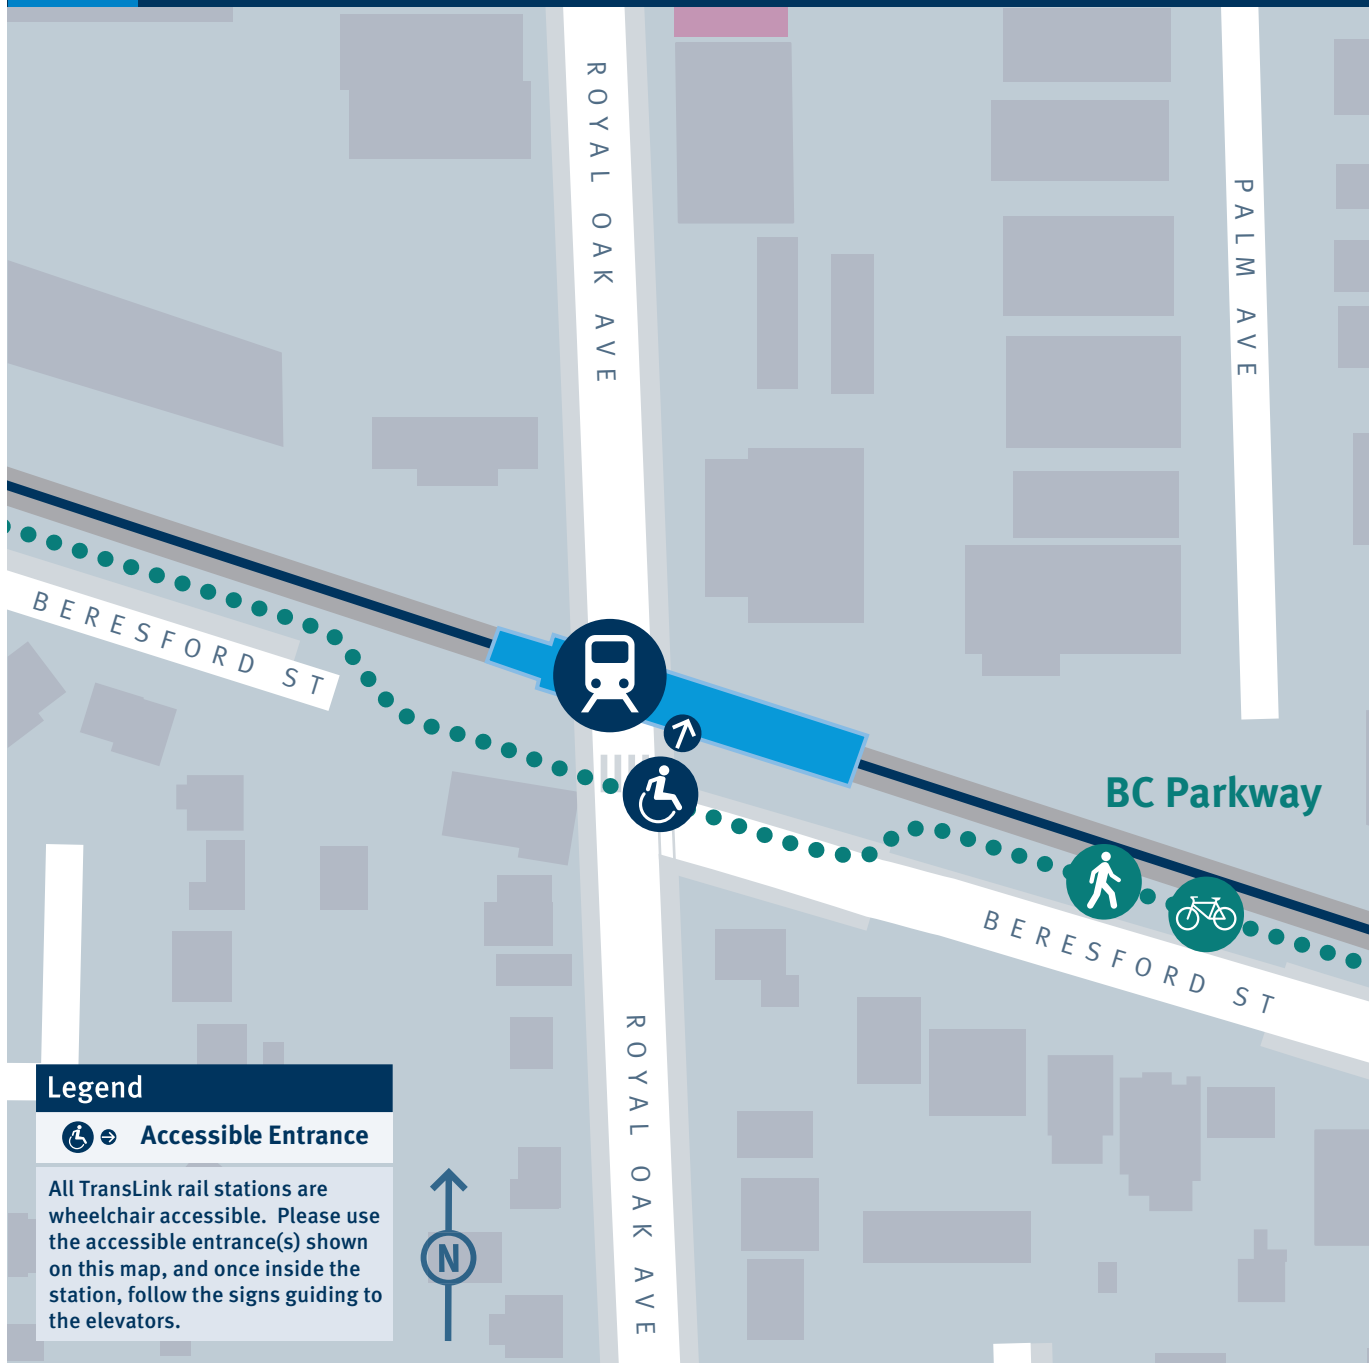 ROYAL OAK AVE
PALM AVE
BERESFORD ST
BC Parkway
BERESFORD ST
ROYAL OAK AVE
Legend
Accessible Entrance
All TransLink rail stations are
wheelchair accessible. Please use
the accessible entrance(s) shown
on this map, and once inside the
station, follow the signs guiding to
the elevators.
N